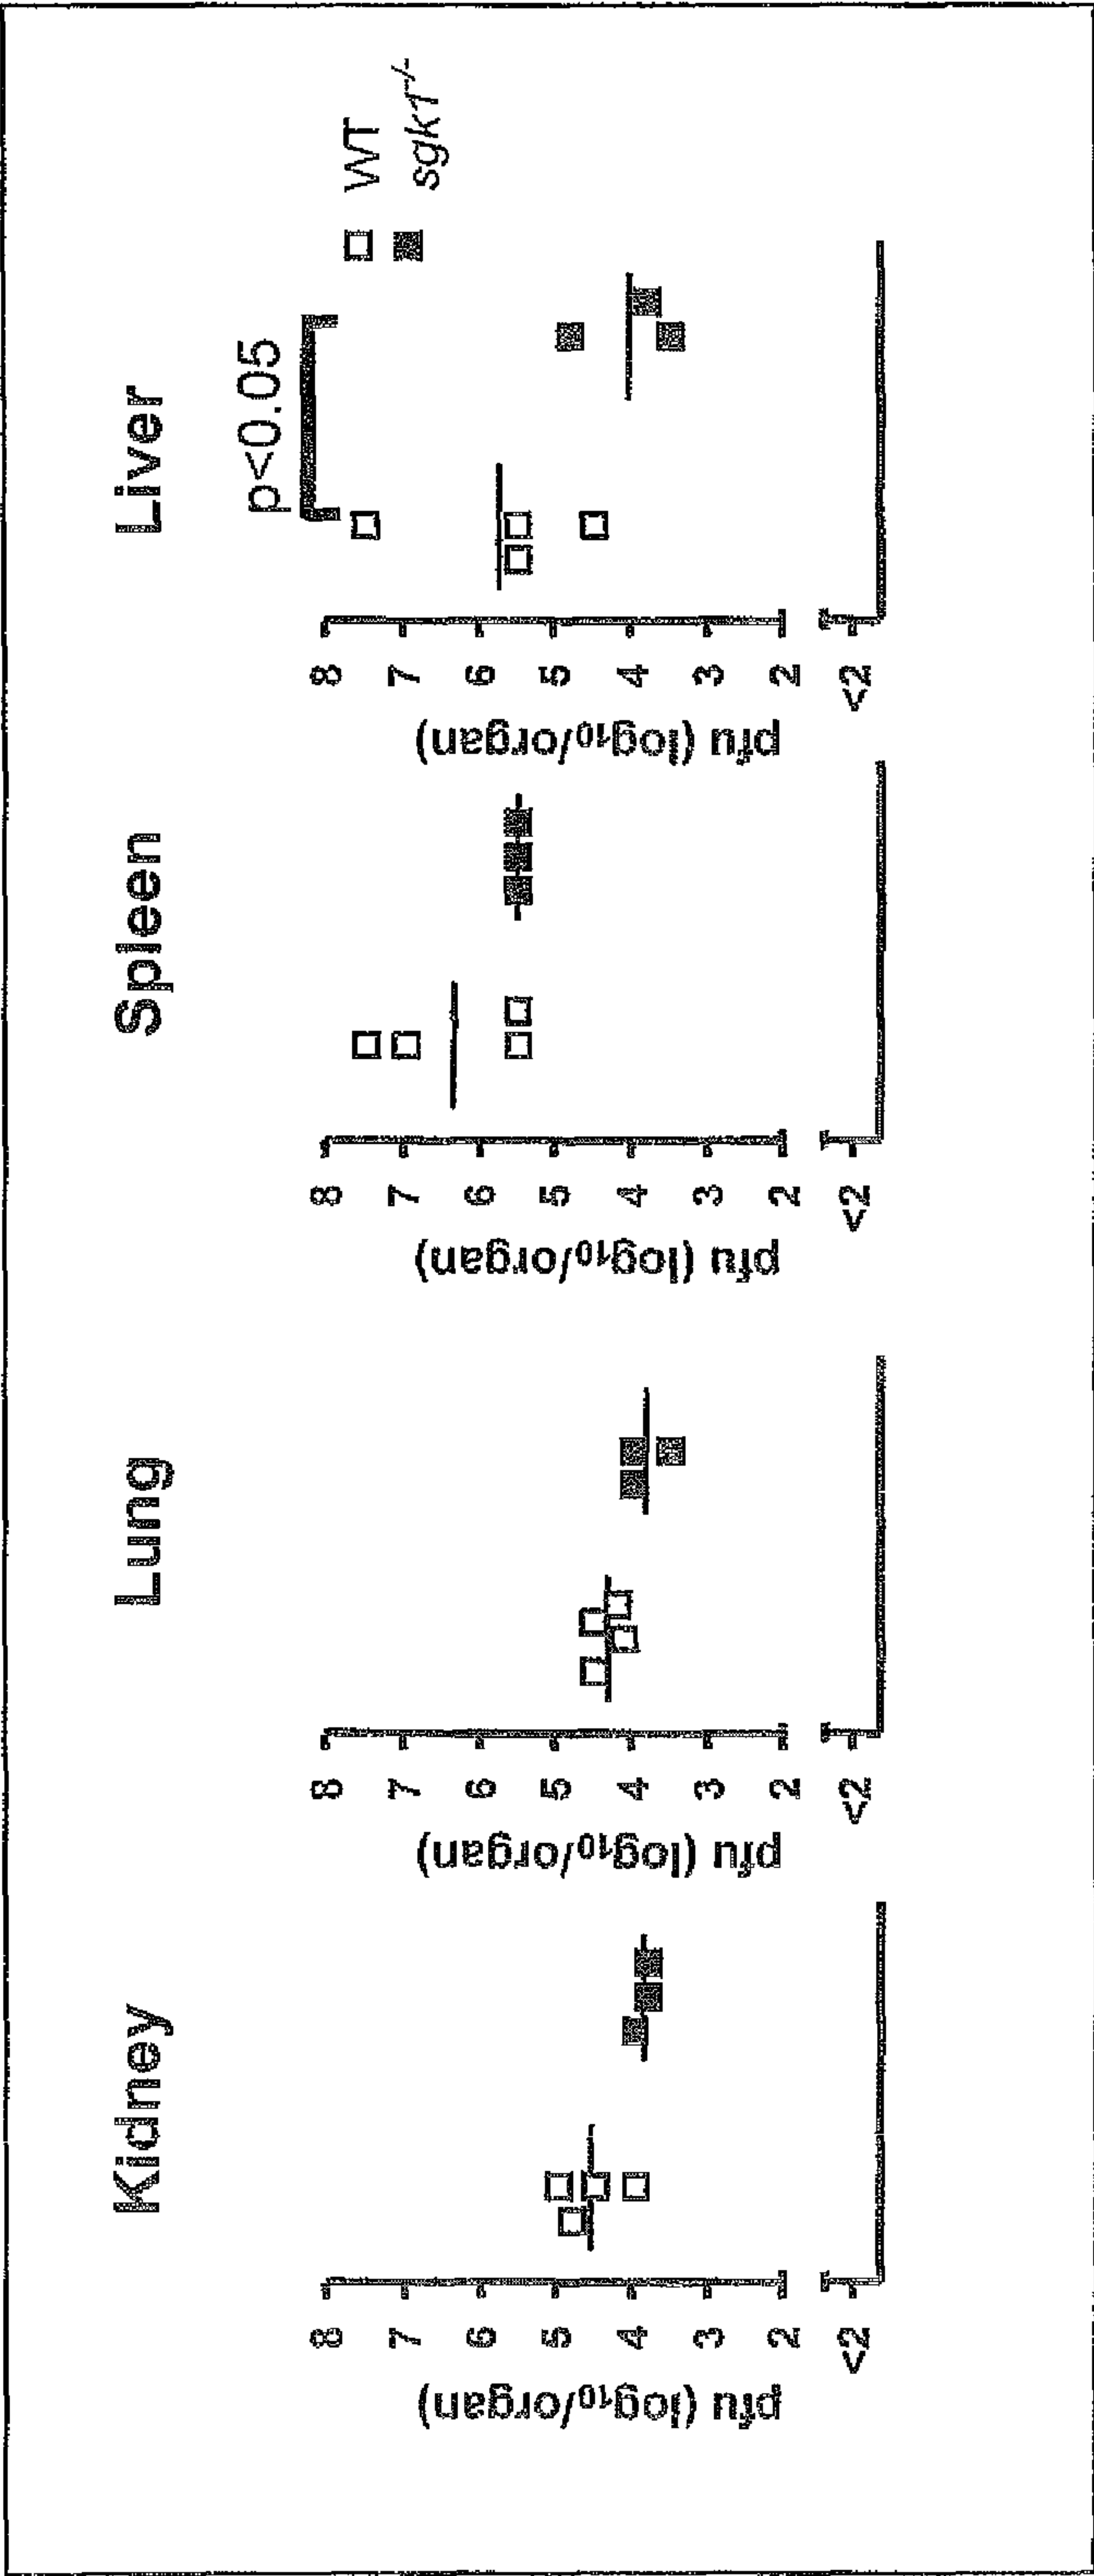 Kidney
pfu (log10/organ)
8
7
6
5
4
3
2
<2
Lung
pfu (log10/organ)
8
7
6
5
4
3
2
<2
Spleen
pfu (log10/organ)
8
7
6
5
4
3
2
<2
Liver
p<0.05
pfu (log10/organ)
8
7
6
5
4
3
2
<2
WT
sgk1-/-